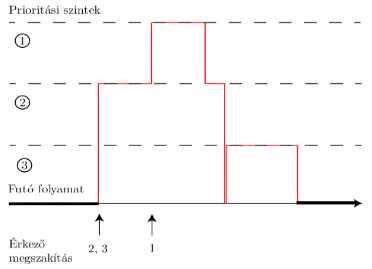 Prioritási szintek
1
2
3
Futó folyamat
Érkező
megszakítás
2, 3
1